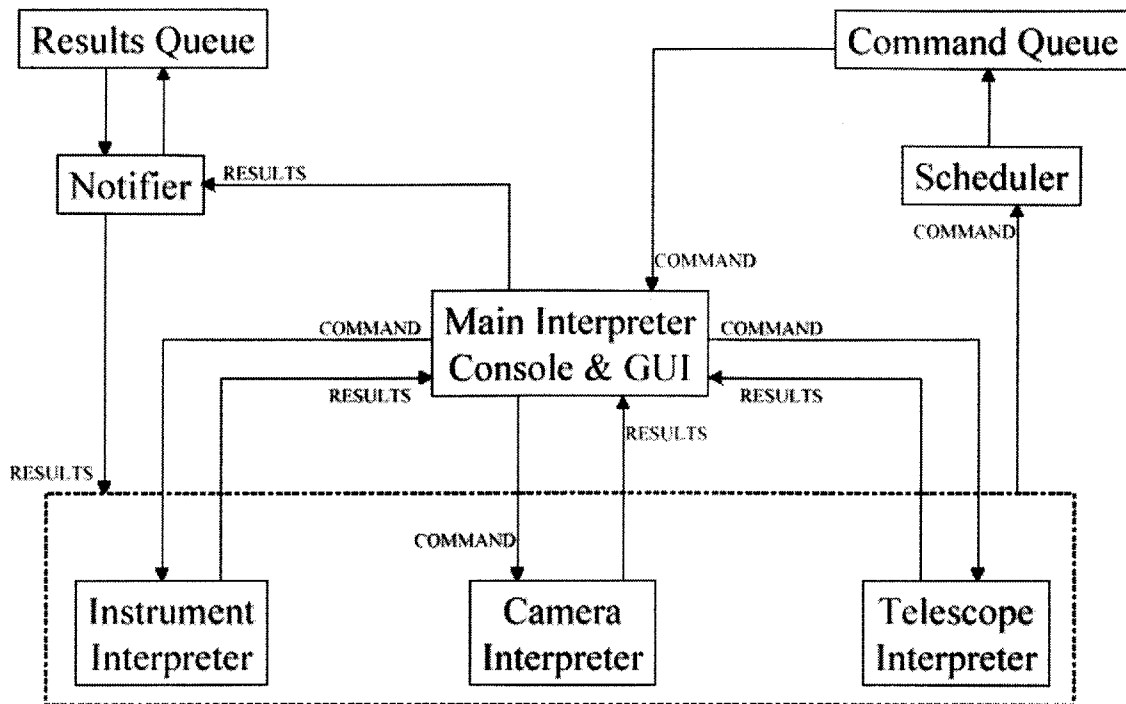 Results Queue
Command Queue
Notifier
RESULTS
Scheduler
COMMAND
COMMAND
Main Interpreter
Console & GUI
COMMAND
COMMAND
RESULTS
RESULTS
RESULTS
RESULTS
COMMAND
Instrument
Interpreter
Camera
Interpreter
Telescope
Interpreter